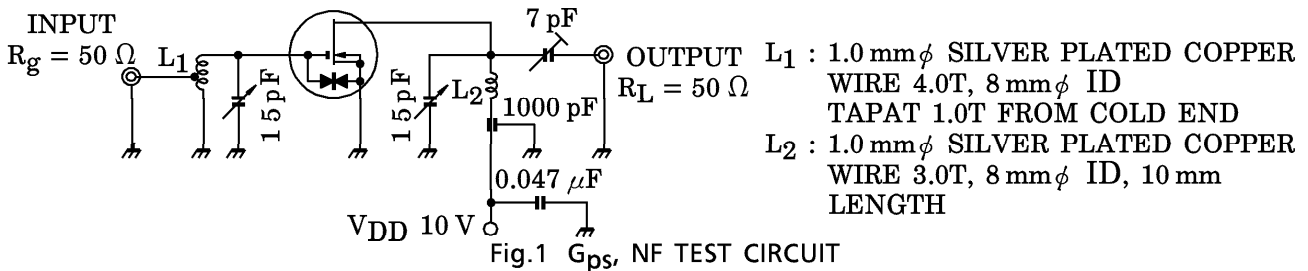 INPUT
Rg = 50 Ω
L1
15 pF
15 pF
L2
7 pF
OUTPUT
RL = 50 Ω
1000 pF
0.047 μF
VDD 10 V
L1 : 1.0 mmϕ SILVER PLATED COPPER
WIRE 4.0T, 8 mmϕ ID
TAPAT 1.0T FROM COLD END
L2 : 1.0 mmϕ SILVER PLATED COPPER
WIRE 3.0T, 8 mmϕ ID, 10 mm
LENGTH
Fig.1 Gps, NF TEST CIRCUIT